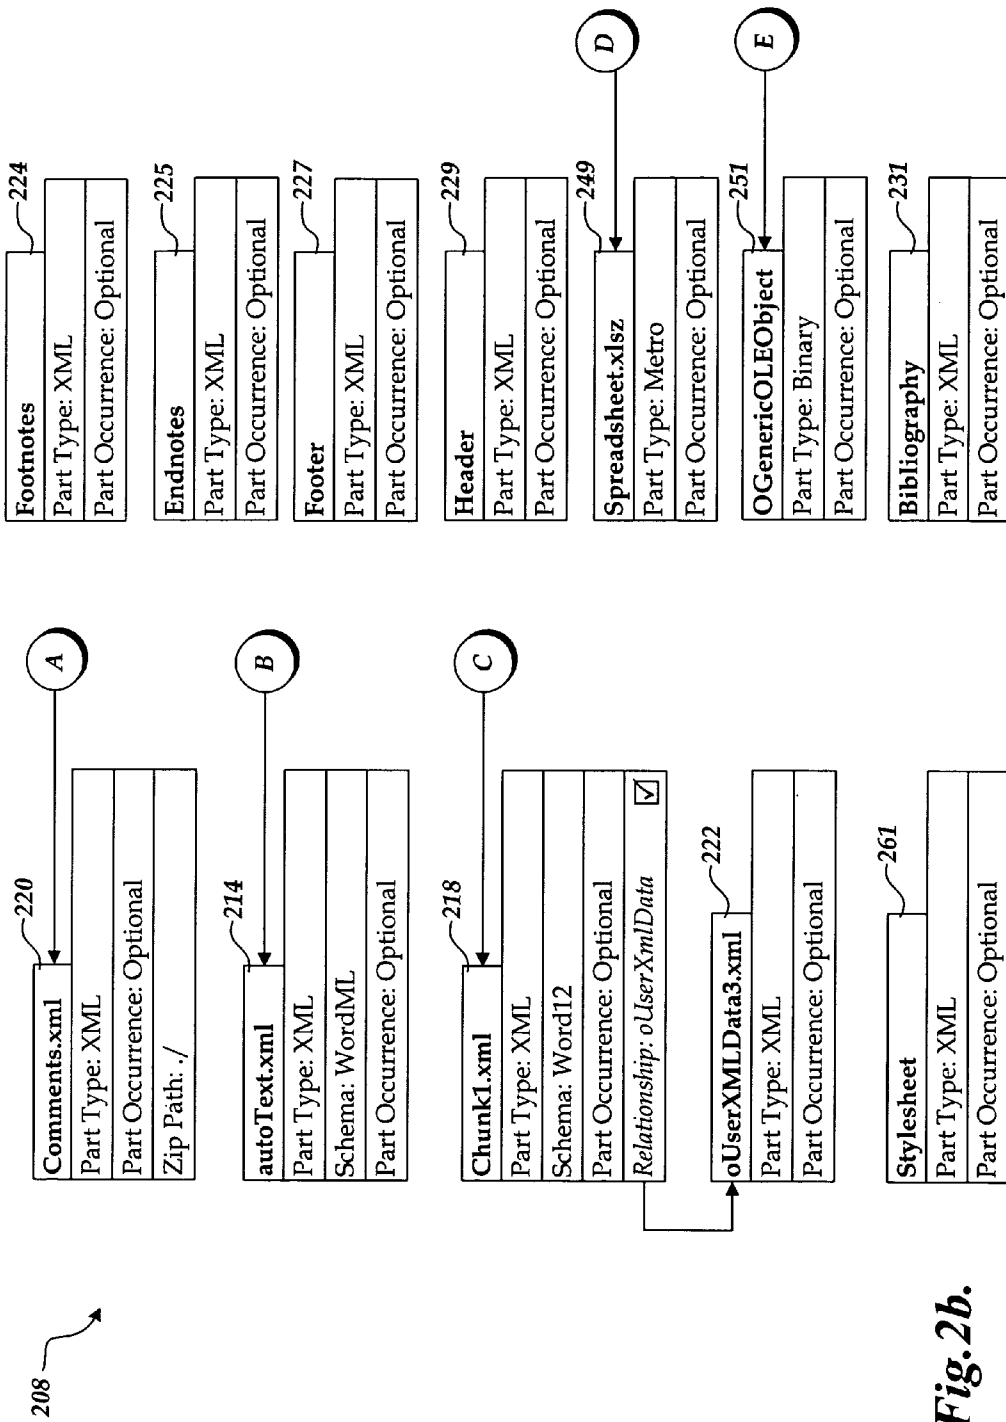 208
Comments.xml
220
A
Part Type: XML
Part Occurrence: Optional
Zip Path: ./
autoText.xml
214
B
Part Type: XML
Schema: WordML
Part Occurrence: Optional
Chunk1.xml
218
C
Part Type: XML
Schema: Word12
Part Occurrence: Optional
Relationship: oUserXmlData
oUserXMLData3.xml
222
Part Type: XML
Part Occurrence: Optional
Stylesheet
261
Part Type: XML
Part Occurrence: Optional
Footnotes
224
Part Type: XML
Part Occurrence: Optional
Endnotes
225
Part Type: XML
Part Occurrence: Optional
Footer
227
Part Type: XML
Part Occurrence: Optional
Header
229
Part Type: XML
Part Occurrence: Optional
Spreadsheet.xlsz
249
D
Part Type: Metro
Part Occurrence: Optional
OGenericOLEObject
251
E
Part Type: Binary
Part Occurrence: Optional
Bibliography
231
Part Type: XML
Part Occurrence: Optional
Fig.2b.